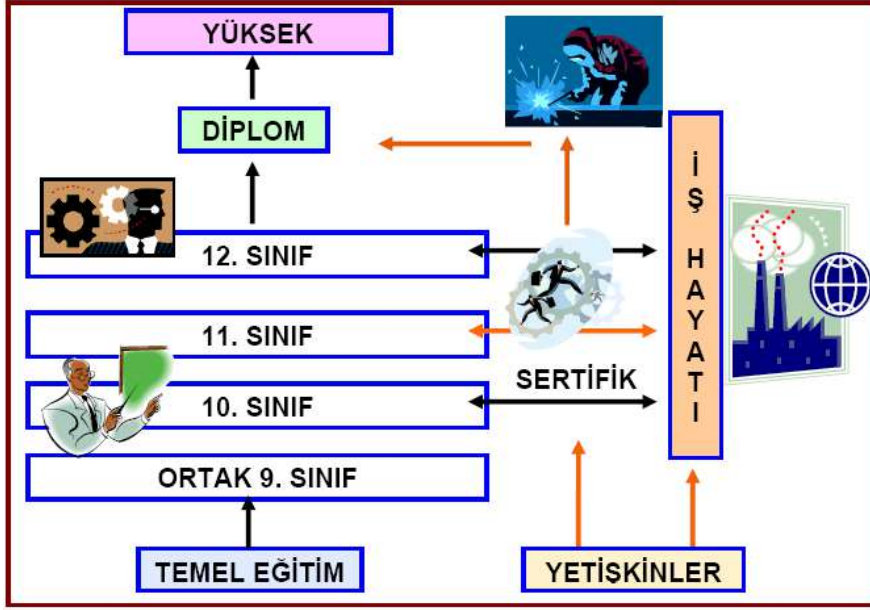 YÜKSEK
DİPLOM
12. SINIF
11. SINIF
10. SINIF
ORTAK 9. SINIF
TEMEL EĞİTİM
SERTİFİK
YETİŞKİNLER
İŞ HAYATI